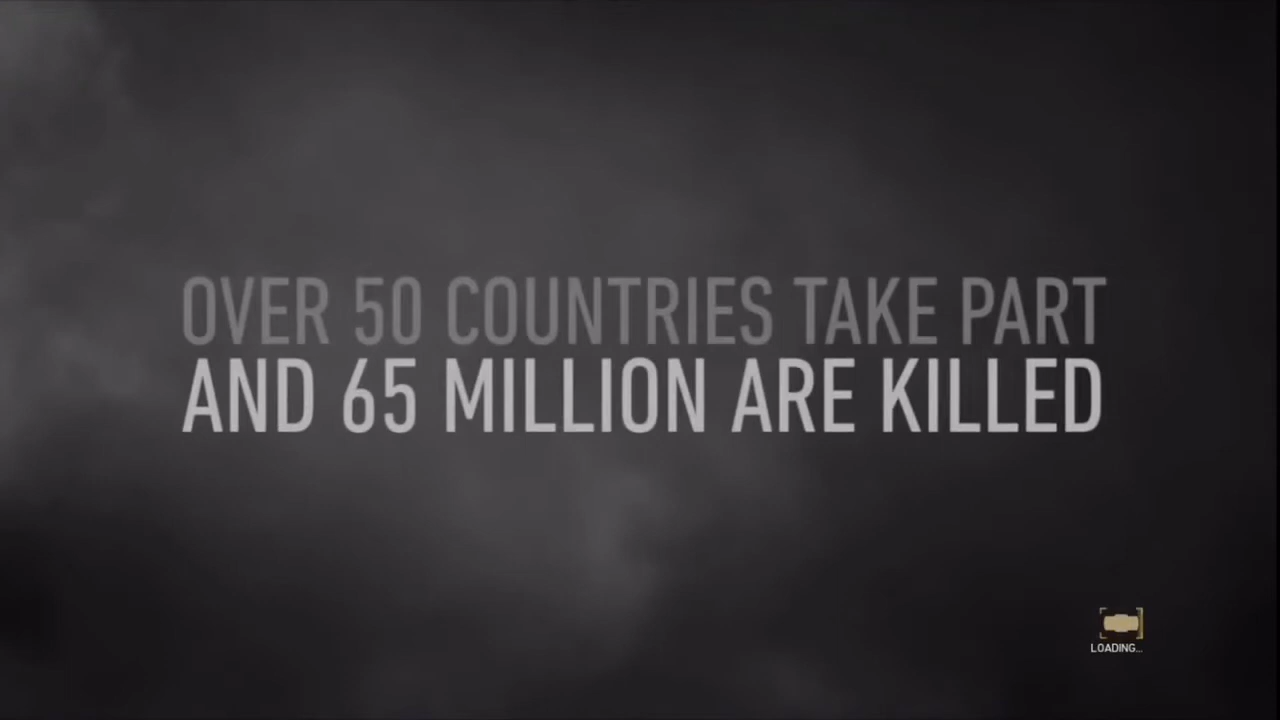 OVER 50 COUNTRIES TAKE PART
AND 65 MILLION ARE KILLED
LOADING...